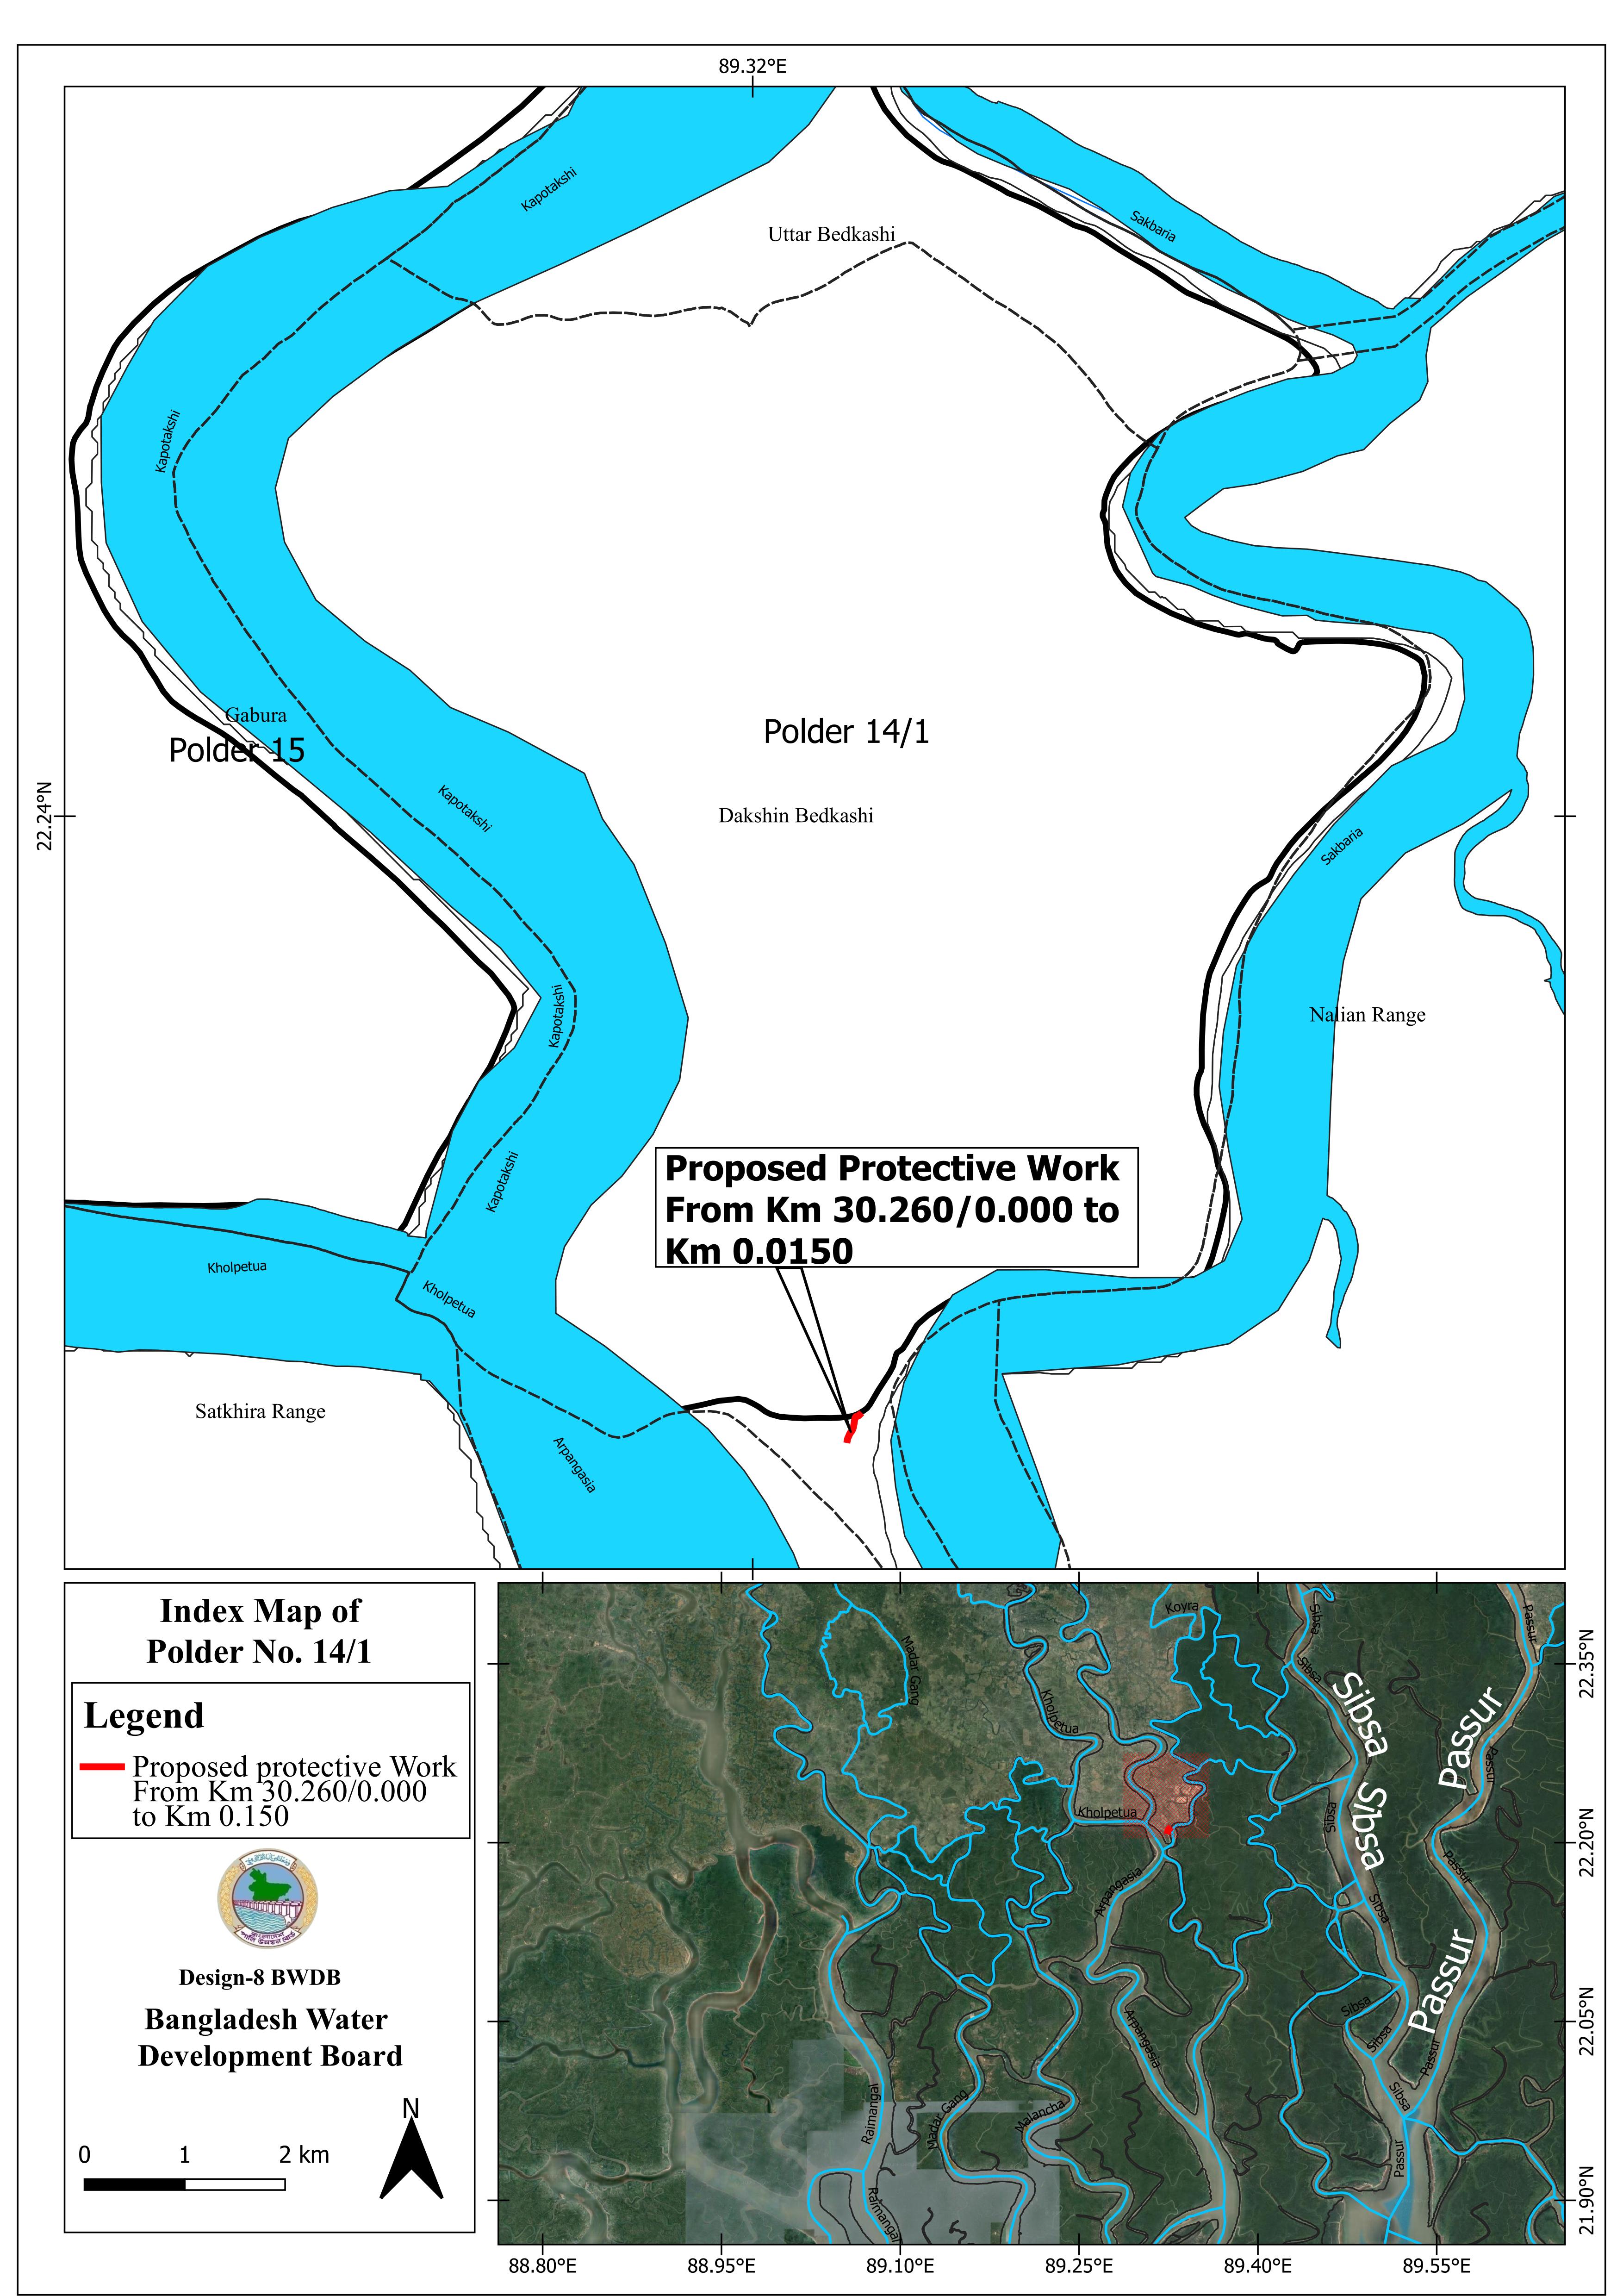 89.32°E
Kapotakshi
Sakbaria
Uttar Bedkashi
Kapotakshi
Gabura
Polder 15
Polder 14/1
Kapotakshi
Dakshin Bedkashi
22.24°N
Sakbaria
Kapotakshi
Nalian Range
Proposed Protective Work
From Km 30.260/0.000 to
Km 0.0150
Kapotakshi
Kholpetua
Kholpetua
Satkhira Range
Arpangasia
Index Map of
Polder No. 14/1
Legend
Proposed protective Work
From Km 30.260/0.000
to Km 0.150
Design-8 BWDB
Bangladesh Water
Development Board
N
0 1 2 km
Koyra
Sibsa
Passur
Madar Gang
Sibsa
22.35°N
Kholpetua
Sibsa
Passur
Passur
Kholpetua
Sibsa
Sibsa
22.20°N
Passur
Arpangasia
Sibsa
Passur
Sibsa
22.05°N
Arpangasia
Sibsa
Passur
Raimangal
Madar Gang
Malancha
Sibsa
Passur
Raimangal
21.90°N
88.80°E 88.95°E 89.10°E 89.25°E 89.40°E 89.55°E